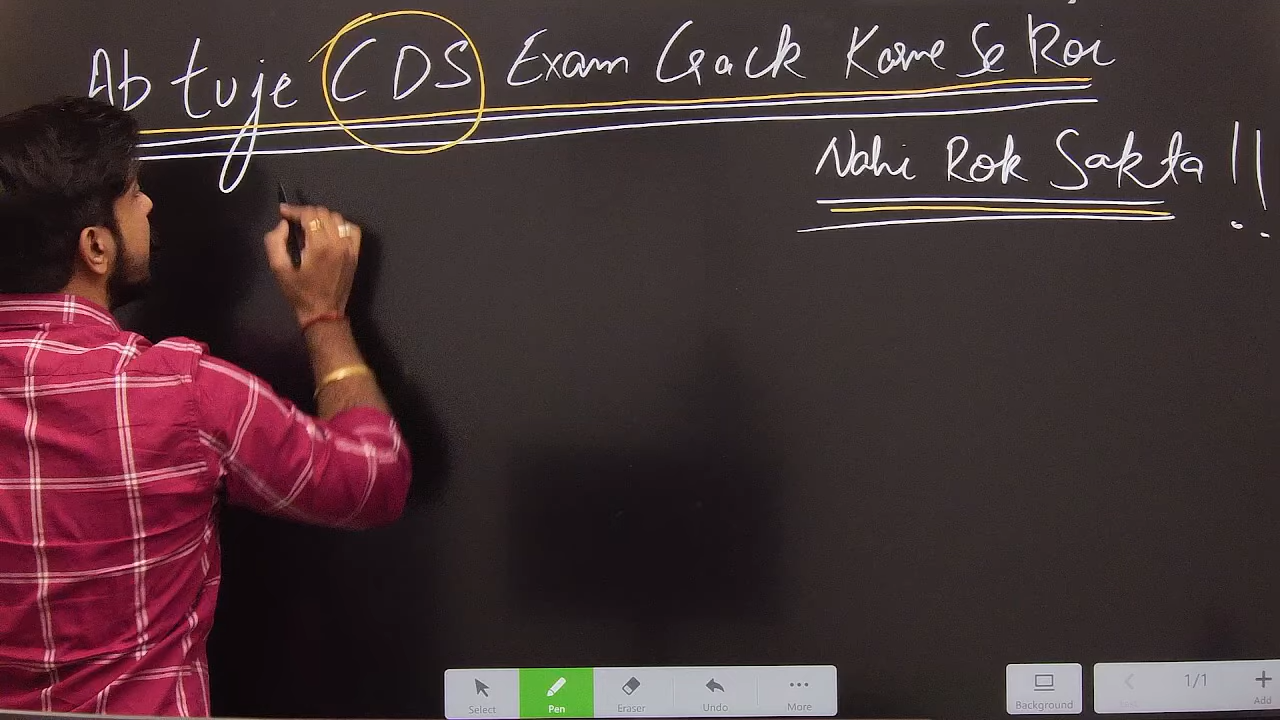 Ab tuje CDS Exam Crack Karne Se Koi
Nahi Rok Sakta !!
Select
Pen
Eraser
Undo
More
Background
1/1
Add